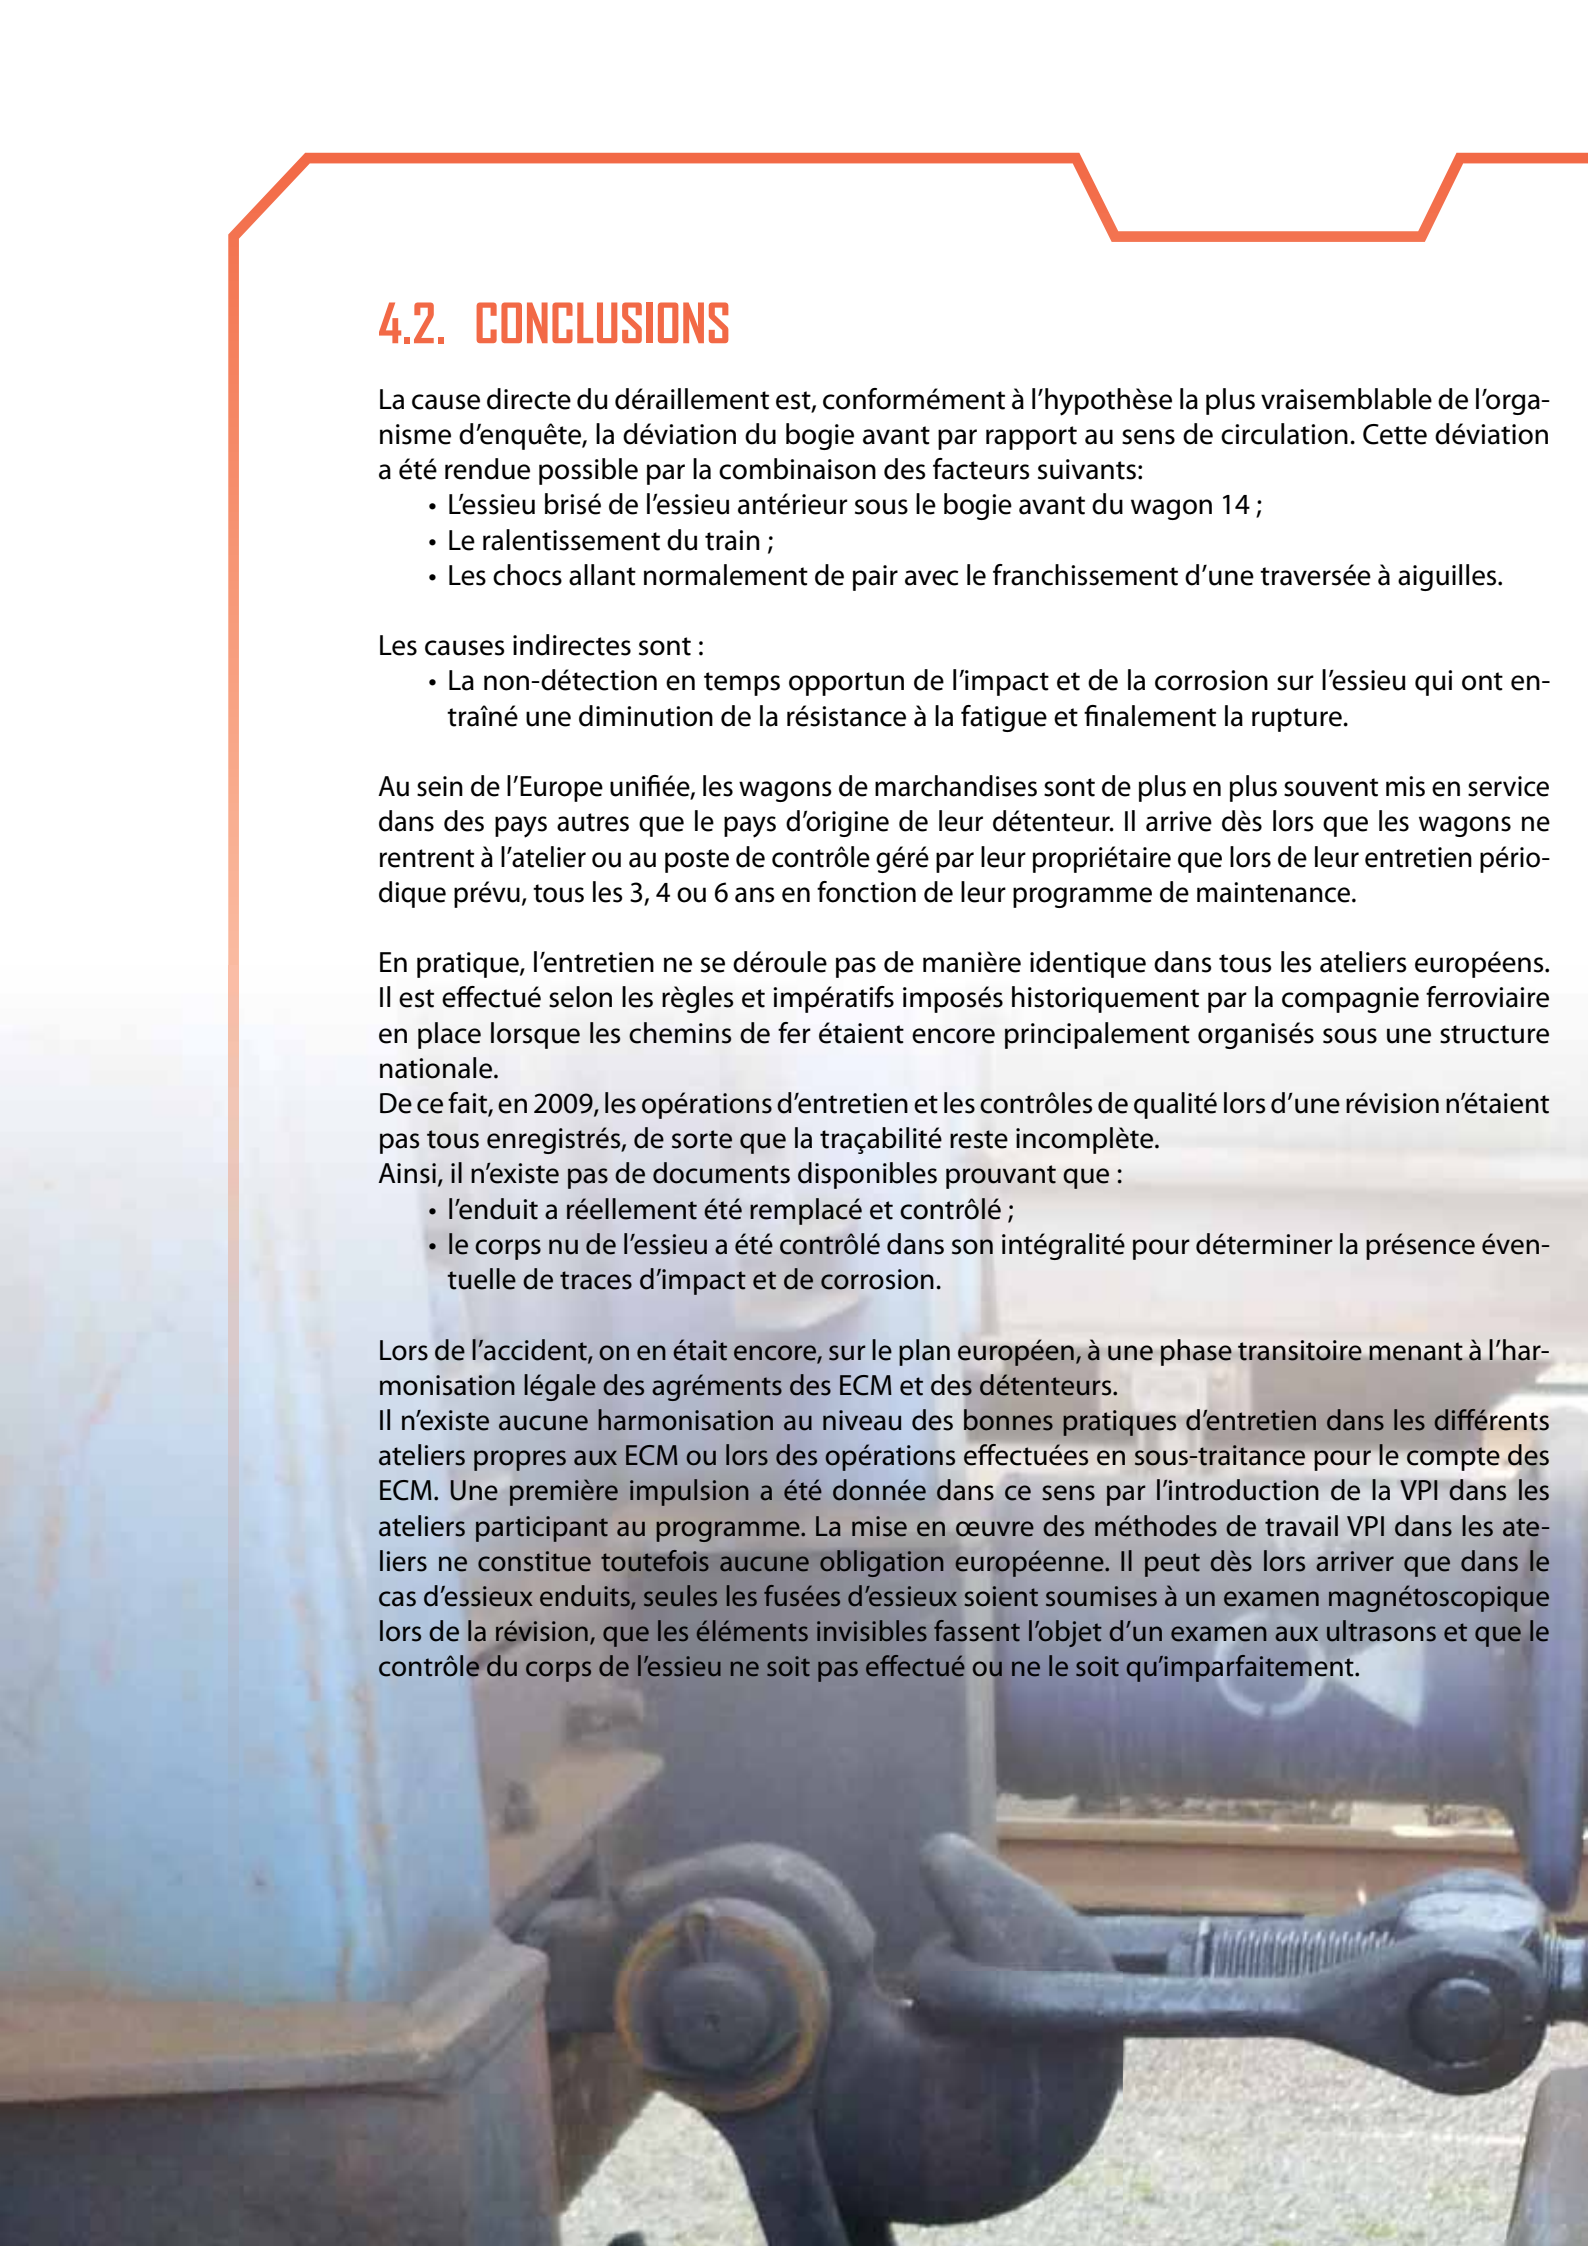 4.2. CONCLUSIONS
La cause directe du déraillement est, conformément à l’hypothèse la plus vraisemblable de l’orga-
nisme d’enquête, la déviation du bogie avant par rapport au sens de circulation. Cette déviation
a été rendue possible par la combinaison des facteurs suivants:
• L’essieu brisé de l’essieu antérieur sous le bogie avant du wagon 14 ;
• Le ralentissement du train ;
• Les chocs allant normalement de pair avec le franchissement d’une traversée à aiguilles.
Les causes indirectes sont :
• La non-détection en temps opportun de l’impact et de la corrosion sur l’essieu qui ont en-
traîné une diminution de la résistance à la fatigue et finalement la rupture.
Au sein de l’Europe unifiée, les wagons de marchandises sont de plus en plus souvent mis en service
dans des pays autres que le pays d’origine de leur détenteur. Il arrive dès lors que les wagons ne
rentrent à l’atelier ou au poste de contrôle géré par leur propriétaire que lors de leur entretien pério-
dique prévu, tous les 3, 4 ou 6 ans en fonction de leur programme de maintenance.
En pratique, l’entretien ne se déroule pas de manière identique dans tous les ateliers européens.
Il est effectué selon les règles et impératifs imposés historiquement par la compagnie ferroviaire
en place lorsque les chemins de fer étaient encore principalement organisés sous une structure
nationale.
De ce fait, en 2009, les opérations d’entretien et les contrôles de qualité lors d’une révision n’étaient
pas tous enregistrés, de sorte que la traçabilité reste incomplète.
Ainsi, il n’existe pas de documents disponibles prouvant que :
• l’enduit a réellement été remplacé et contrôlé ;
• le corps nu de l’essieu a été contrôlé dans son intégralité pour déterminer la présence éven-
tuelle de traces d’impact et de corrosion.
Lors de l’accident, on en était encore, sur le plan européen, à une phase transitoire menant à l’har-
monisation légale des agréments des ECM et des détenteurs.
Il n’existe aucune harmonisation au niveau des bonnes pratiques d’entretien dans les différents
ateliers propres aux ECM ou lors des opérations effectuées en sous-traitance pour le compte des
ECM. Une première impulsion a été donnée dans ce sens par l’introduction de la VPI dans les
ateliers participant au programme. La mise en œuvre des méthodes de travail VPI dans les ate-
liers ne constitue toutefois aucune obligation européenne. Il peut dès lors arriver que dans le
cas d’essieux enduits, seules les fusées d’essieux soient soumises à un examen magnétoscopique
lors de la révision, que les éléments invisibles fassent l’objet d’un examen aux ultrasons et que le
contrôle du corps de l’essieu ne soit pas effectué ou ne le soit qu’imparfaitement.